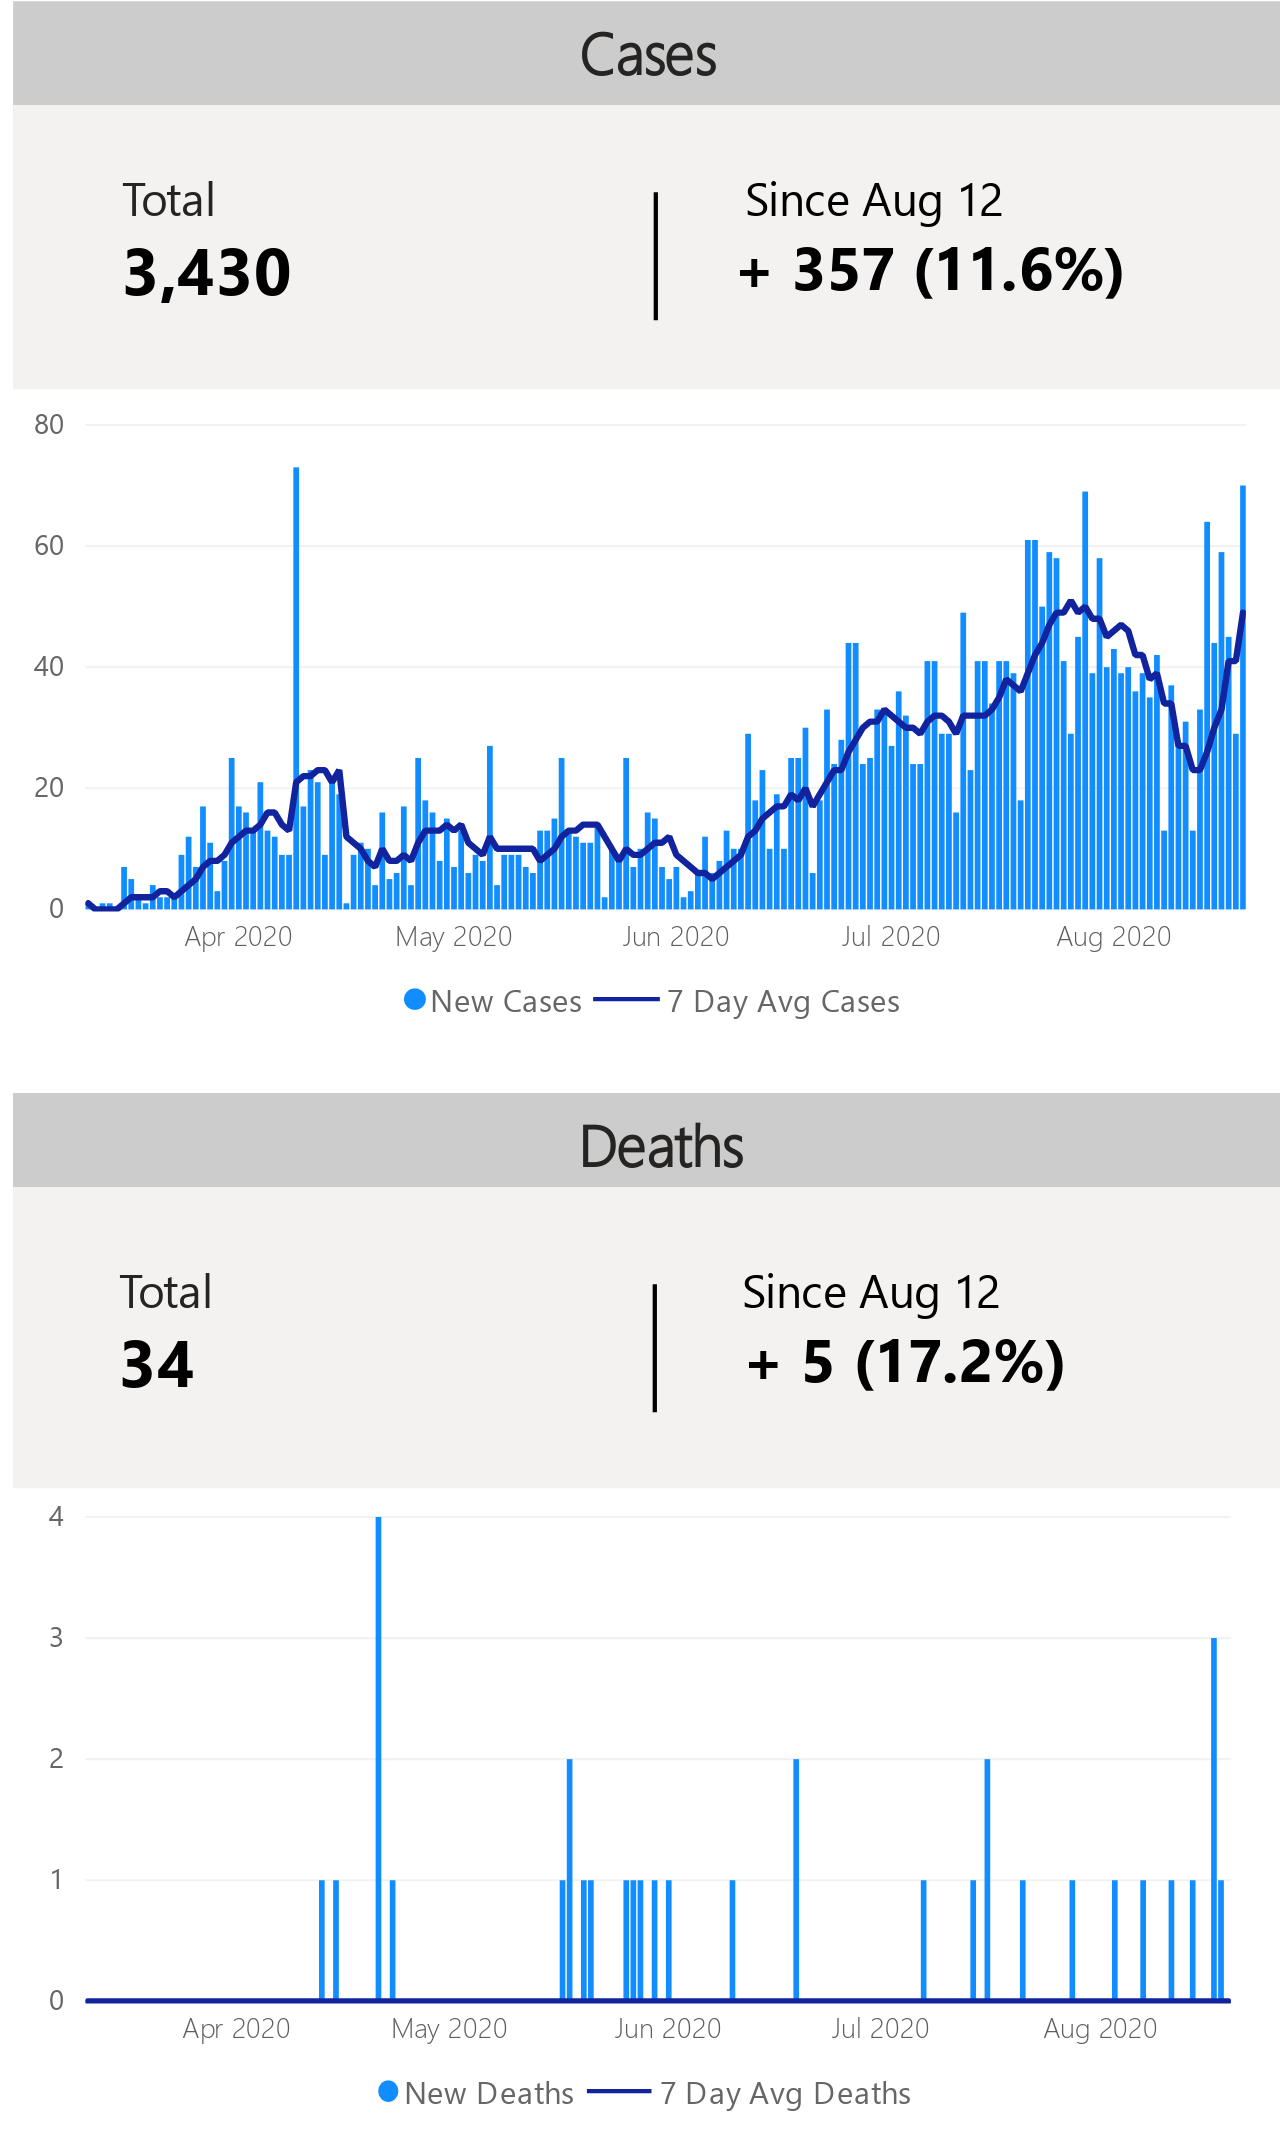 Cases
Total
Since Aug 12
3,430
+ 357 (11.6%)
80
60
40
20
0
Apr 2020
May 2020
Jun 2020
Jul 2020
Aug 2020
New Cases
7 Day Avg Cases
Deaths
Total
Since Aug 12
34
+ 5 (17.2%)
4
3
2
1
0
Apr 2020
May 2020
Jun 2020
Jul 2020
Aug 2020
New Deaths
7 Day Avg Deaths